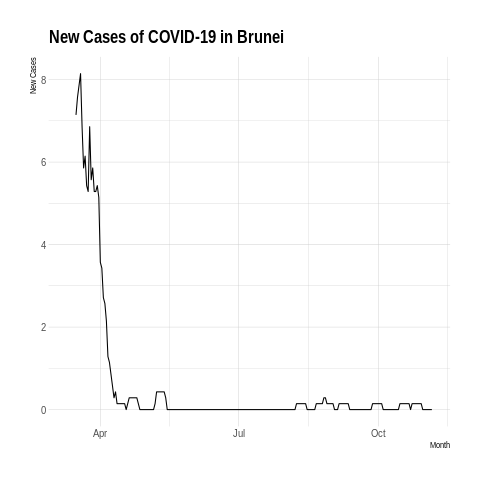 New Cases of COVID-19 in Brunei
New Cases
8
6
4
2
0
Apr
Jul
Oct
Month